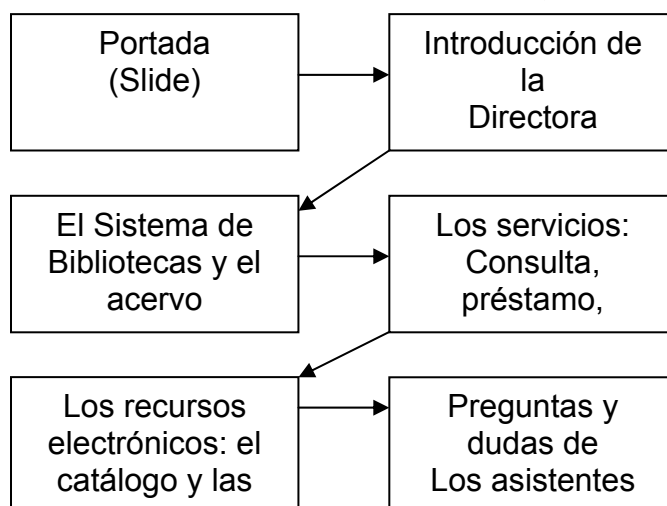 Portada
(Slide)
Introducción de
la
Directora
El Sistema de
Bibliotecas y el
acervo
Los servicios:
Consulta,
préstamo,
Los recursos
electrónicos: el
catálogo y las
Preguntas y
dudas de
Los asistentes